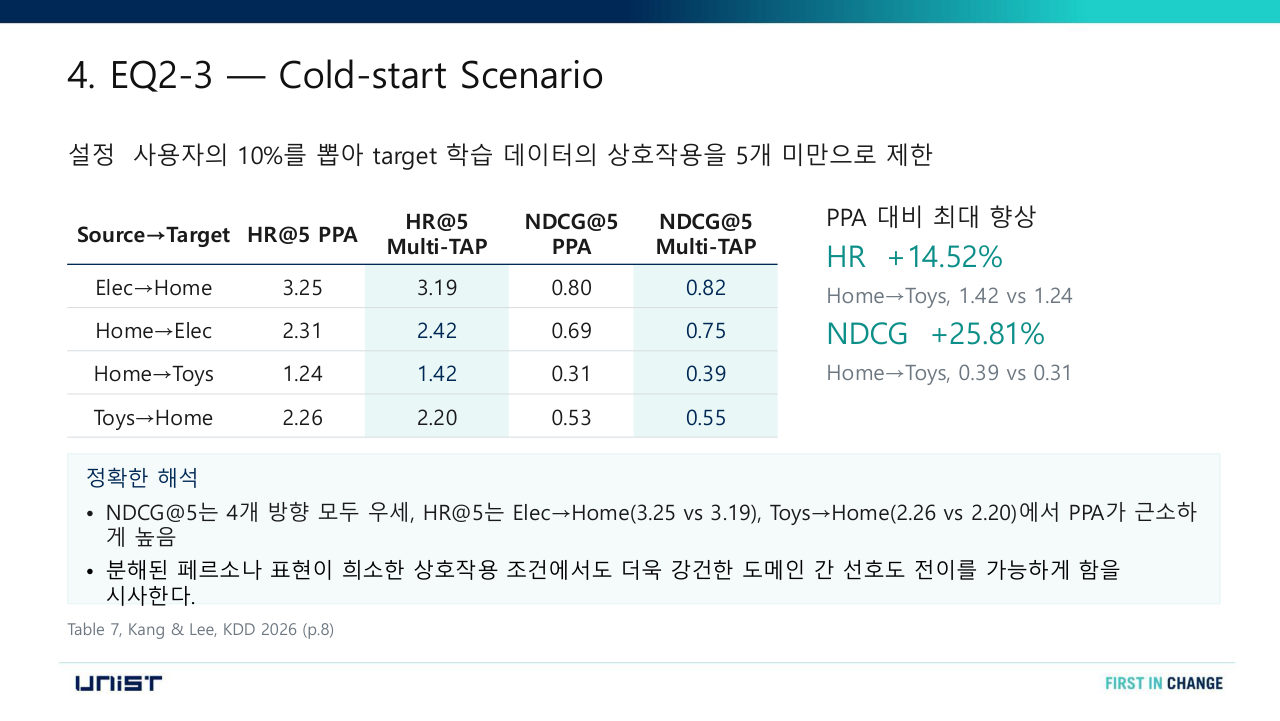 4. EQ2-3 — Cold-start Scenario
설정 사용자의 10%를 뽑아 target 학습 데이터의 상호작용을 5개 미만으로 제한
Source→Target HR@5 PPA HR@5 Multi-TAP NDCG@5 PPA NDCG@5 Multi-TAP
Elec→Home 3.25 3.19 0.80 0.82
Home→Elec 2.31 2.42 0.69 0.75
Home→Toys 1.24 1.42 0.31 0.39
Toys→Home 2.26 2.20 0.53 0.55
PPA 대비 최대 향상
HR +14.52%
Home→Toys, 1.42 vs 1.24
NDCG +25.81%
Home→Toys, 0.39 vs 0.31
정확한 해석
• NDCG@5는 4개 방향 모두 우세, HR@5는 Elec→Home(3.25 vs 3.19), Toys→Home(2.26 vs 2.20)에서 PPA가 근소하
게 높음
• 분해된 페르소나 표현이 희소한 상호작용 조건에서도 더욱 강건한 도메인 간 선호도 전이를 가능하게 함을
시사한다.
Table 7, Kang & Lee, KDD 2026 (p.8)
UNIST
FIRST IN CHANGE